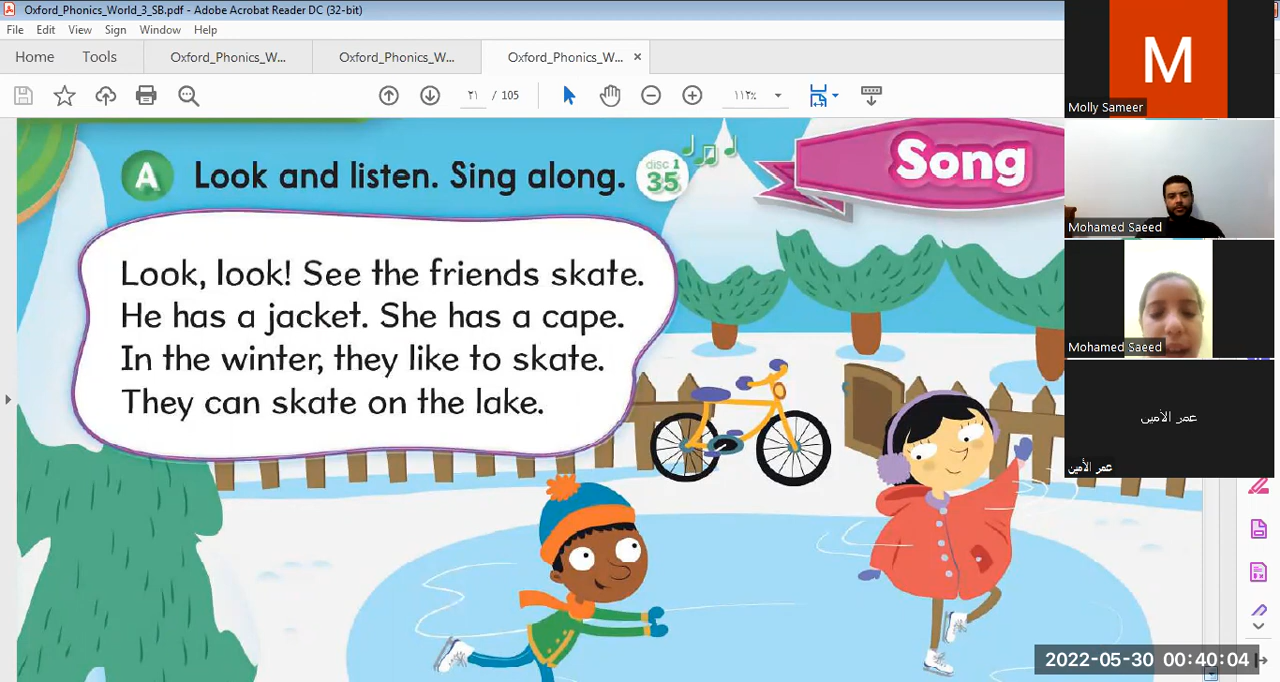 Oxford_Phonics_World_3_SB.pdf - Adobe Acrobat Reader DC (32-bit)
File Edit View Sign Window Help
Home Tools Oxford_Phonics_W... Oxford_Phonics_W... Oxford_Phonics_W... ×
٢١ / 105 ١١٢٪
A Look and listen. Sing along. disc 1 35 Song
Look, look! See the friends skate.
He has a jacket. She has a cape.
In the winter, they like to skate.
They can skate on the lake.
M
Molly Sameer
Mohamed Saeed
Mohamed Saeed
عمر الأمين
عمر الأمين
2022-05-30 00:40:04